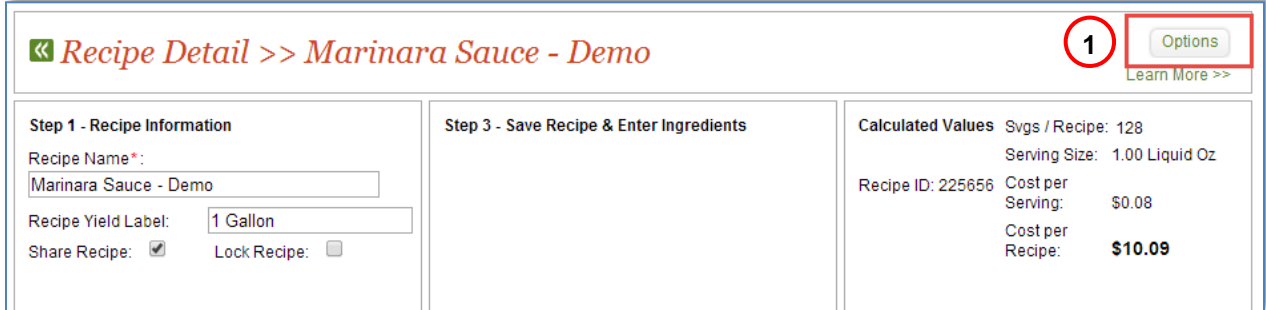 Recipe Detail >> Marinara Sauce - Demo
1
Options
Learn More >>
Step 1 - Recipe Information
Recipe Name*:
Marinara Sauce - Demo
Recipe Yield Label: 1 Gallon
Share Recipe: Lock Recipe:
Step 3 - Save Recipe & Enter Ingredients
Calculated Values Svgs / Recipe: 128
Serving Size: 1.00 Liquid Oz
Recipe ID: 225656 Cost per
Serving: $0.08
Cost per
Recipe: $10.09